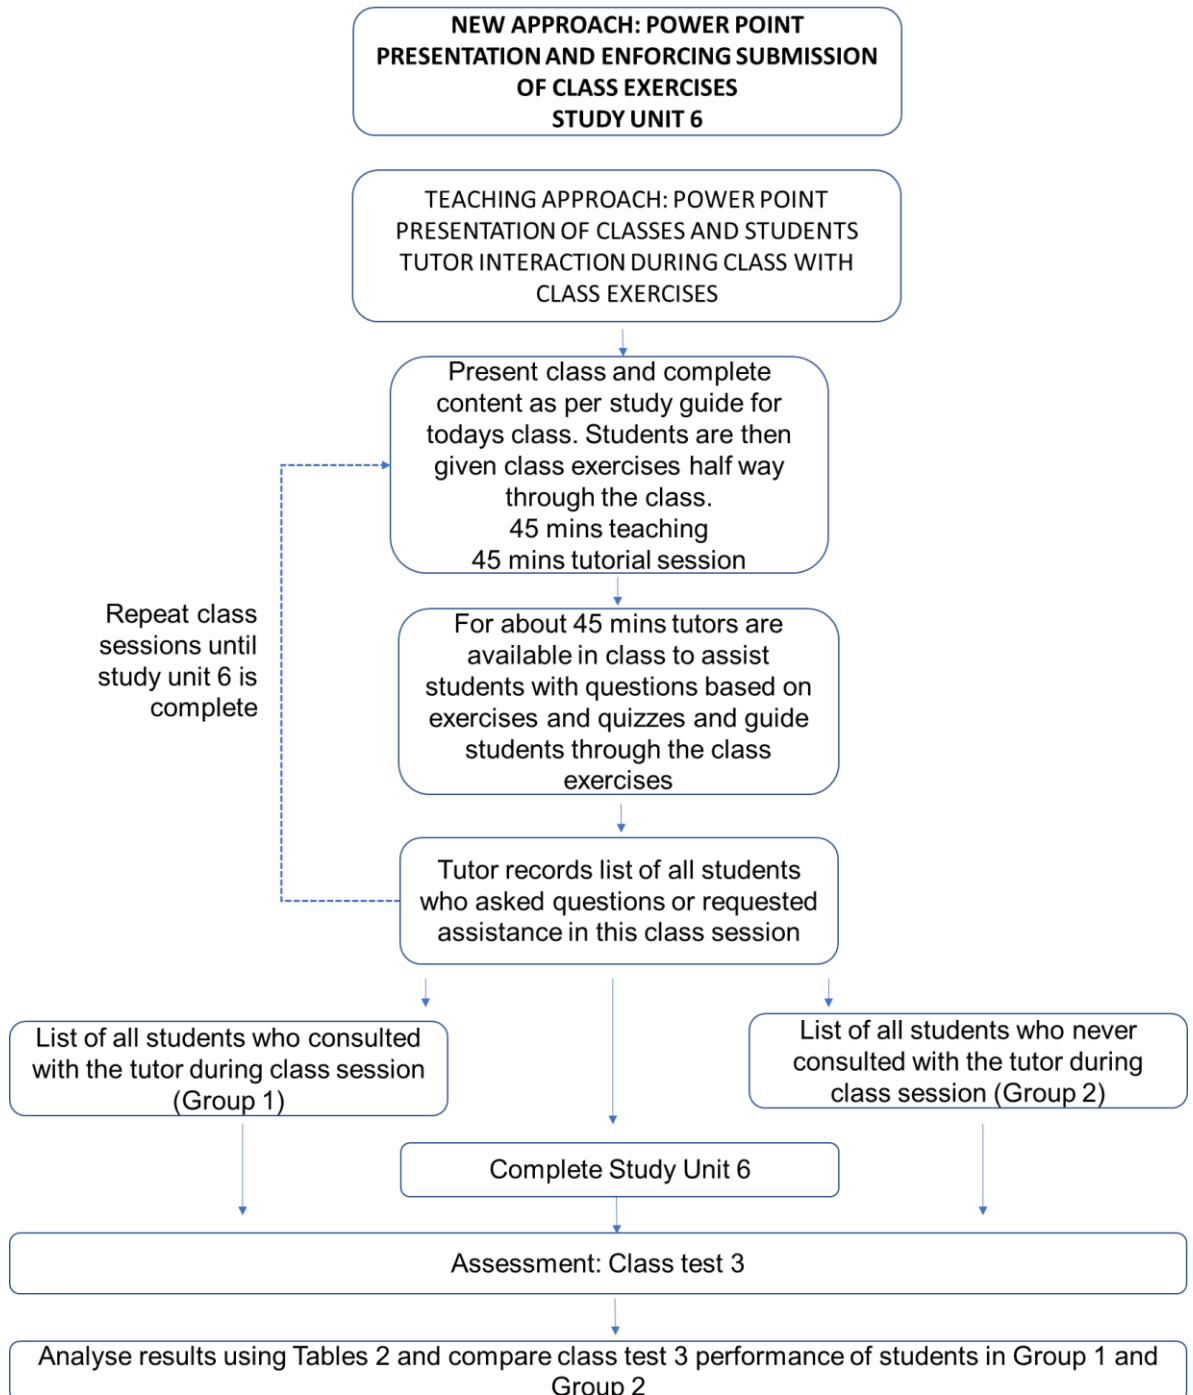 NEW APPROACH: POWER POINT
PRESENTATION AND ENFORCING SUBMISSION
OF CLASS EXERCISES
STUDY UNIT 6
TEACHING APPROACH: POWER POINT
PRESENTATION OF CLASSES AND STUDENTS
TUTOR INTERACTION DURING CLASS WITH
CLASS EXERCISES
Present class and complete
content as per study guide for
todays class. Students are then
given class exercises half way
through the class.
45 mins teaching
45 mins tutorial session
Repeat class
sessions until
study unit 6 is
complete
For about 45 mins tutors are
available in class to assist
students with questions based on
exercises and quizzes and guide
students through the class
exercises
Tutor records list of all students
who asked questions or requested
assistance in this class session
List of all students who consulted
with the tutor during class session
(Group 1)
List of all students who never
consulted with the tutor during
class session (Group 2)
Complete Study Unit 6
Assessment: Class test 3
Analyse results using Tables 2 and compare class test 3 performance of students in Group 1 and
Group 2